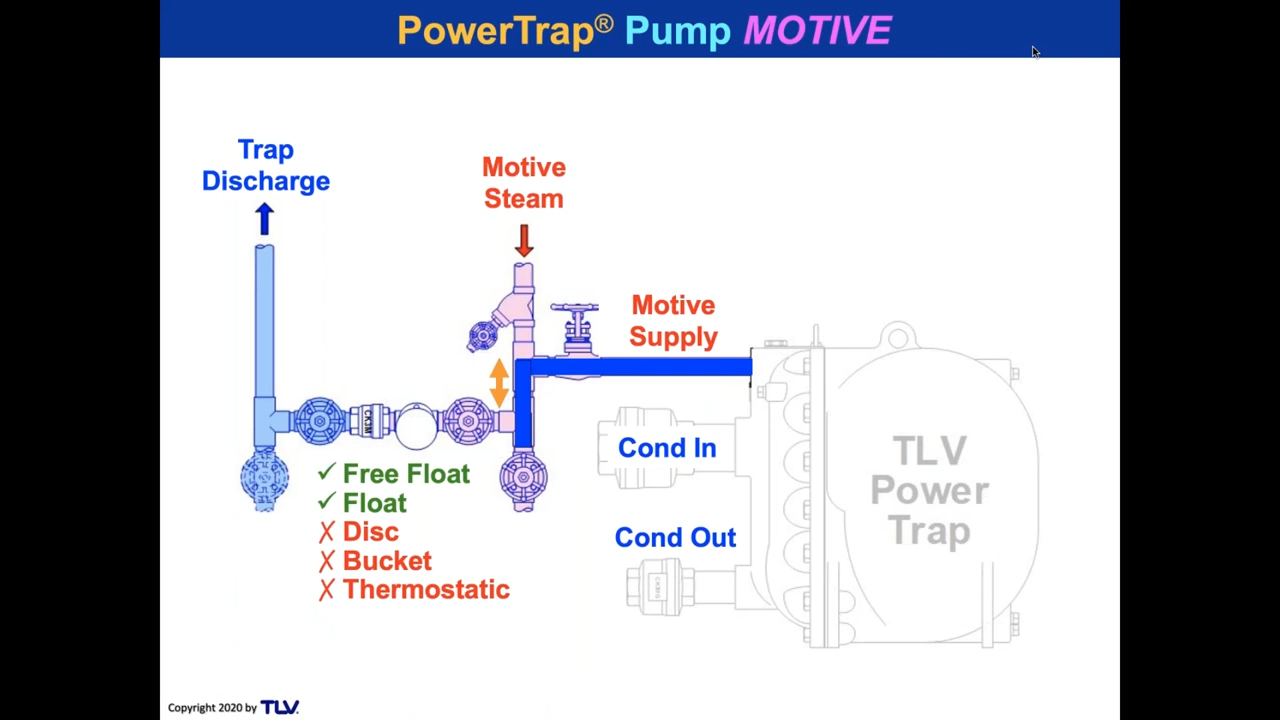 PowerTrap® Pump MOTIVE
Trap
Discharge
Motive
Steam
Motive
Supply
CK3M
Cond In
✓ Free Float
✓ Float
✗ Disc
✗ Bucket
✗ Thermostatic
Cond Out
TLV
Power
Trap
Copyright 2020 by TLV.